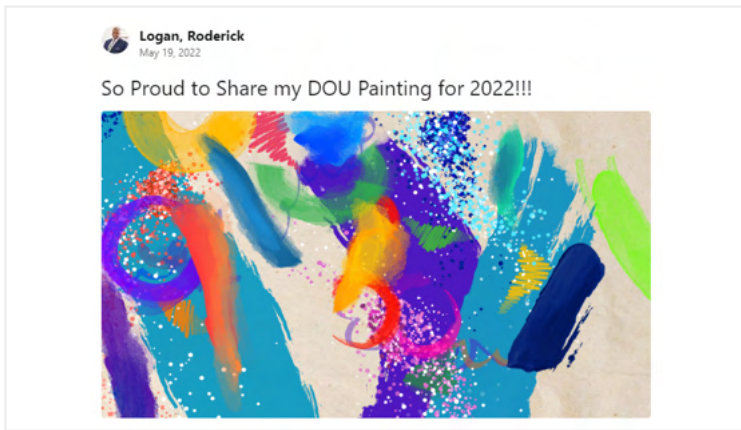 Logan, Roderick
May 19, 2022
So Proud to Share my DOU Painting for 2022!!!